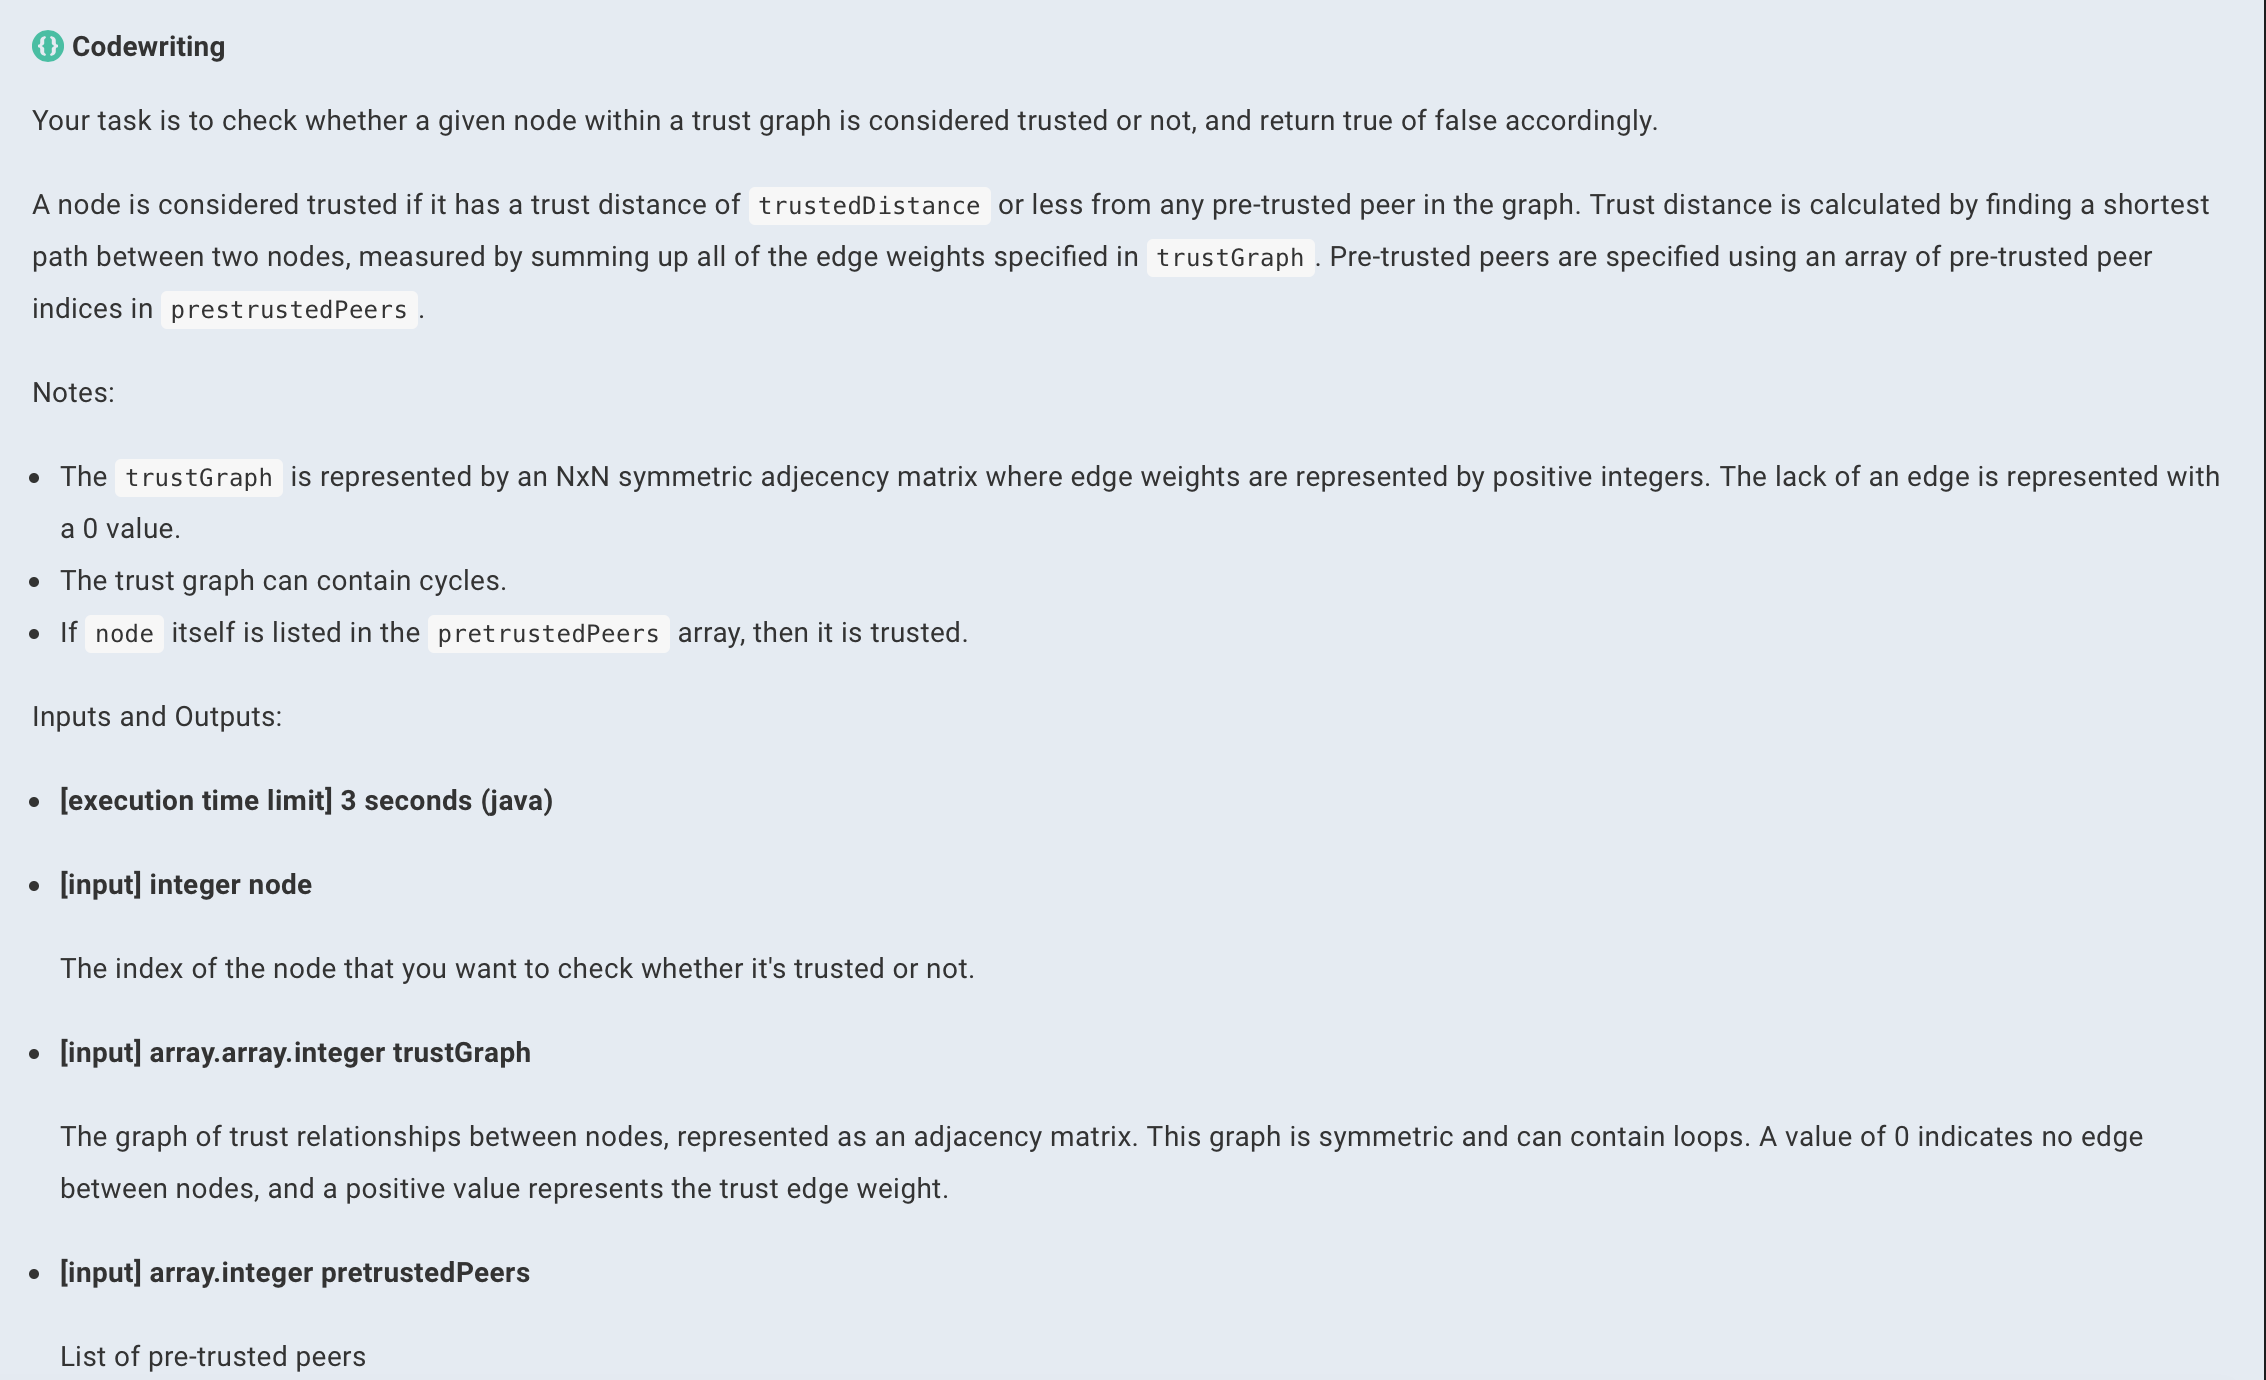 Codewriting
Your task is to check whether a given node within a trust graph is considered trusted or not, and return true of false accordingly.
A node is considered trusted if it has a trust distance of trustedDistance or less from any pre-trusted peer in the graph. Trust distance is calculated by finding a shortest
path between two nodes, measured by summing up all of the edge weights specified in trustGraph. Pre-trusted peers are specified using an array of pre-trusted peer
indices in prestrustedPeers.
Notes:
• The trustGraph is represented by an NxN symmetric adjecency matrix where edge weights are represented by positive integers. The lack of an edge is represented with
a 0 value.
• The trust graph can contain cycles.
• If node itself is listed in the pretrustedPeers array, then it is trusted.
Inputs and Outputs:
• [execution time limit] 3 seconds (java)
• [input] integer node
The index of the node that you want to check whether it's trusted or not.
• [input] array.array.integer trustGraph
The graph of trust relationships between nodes, represented as an adjacency matrix. This graph is symmetric and can contain loops. A value of 0 indicates no edge
between nodes, and a positive value represents the trust edge weight.
• [input] array.integer pretrustedPeers
List of pre-trusted peers